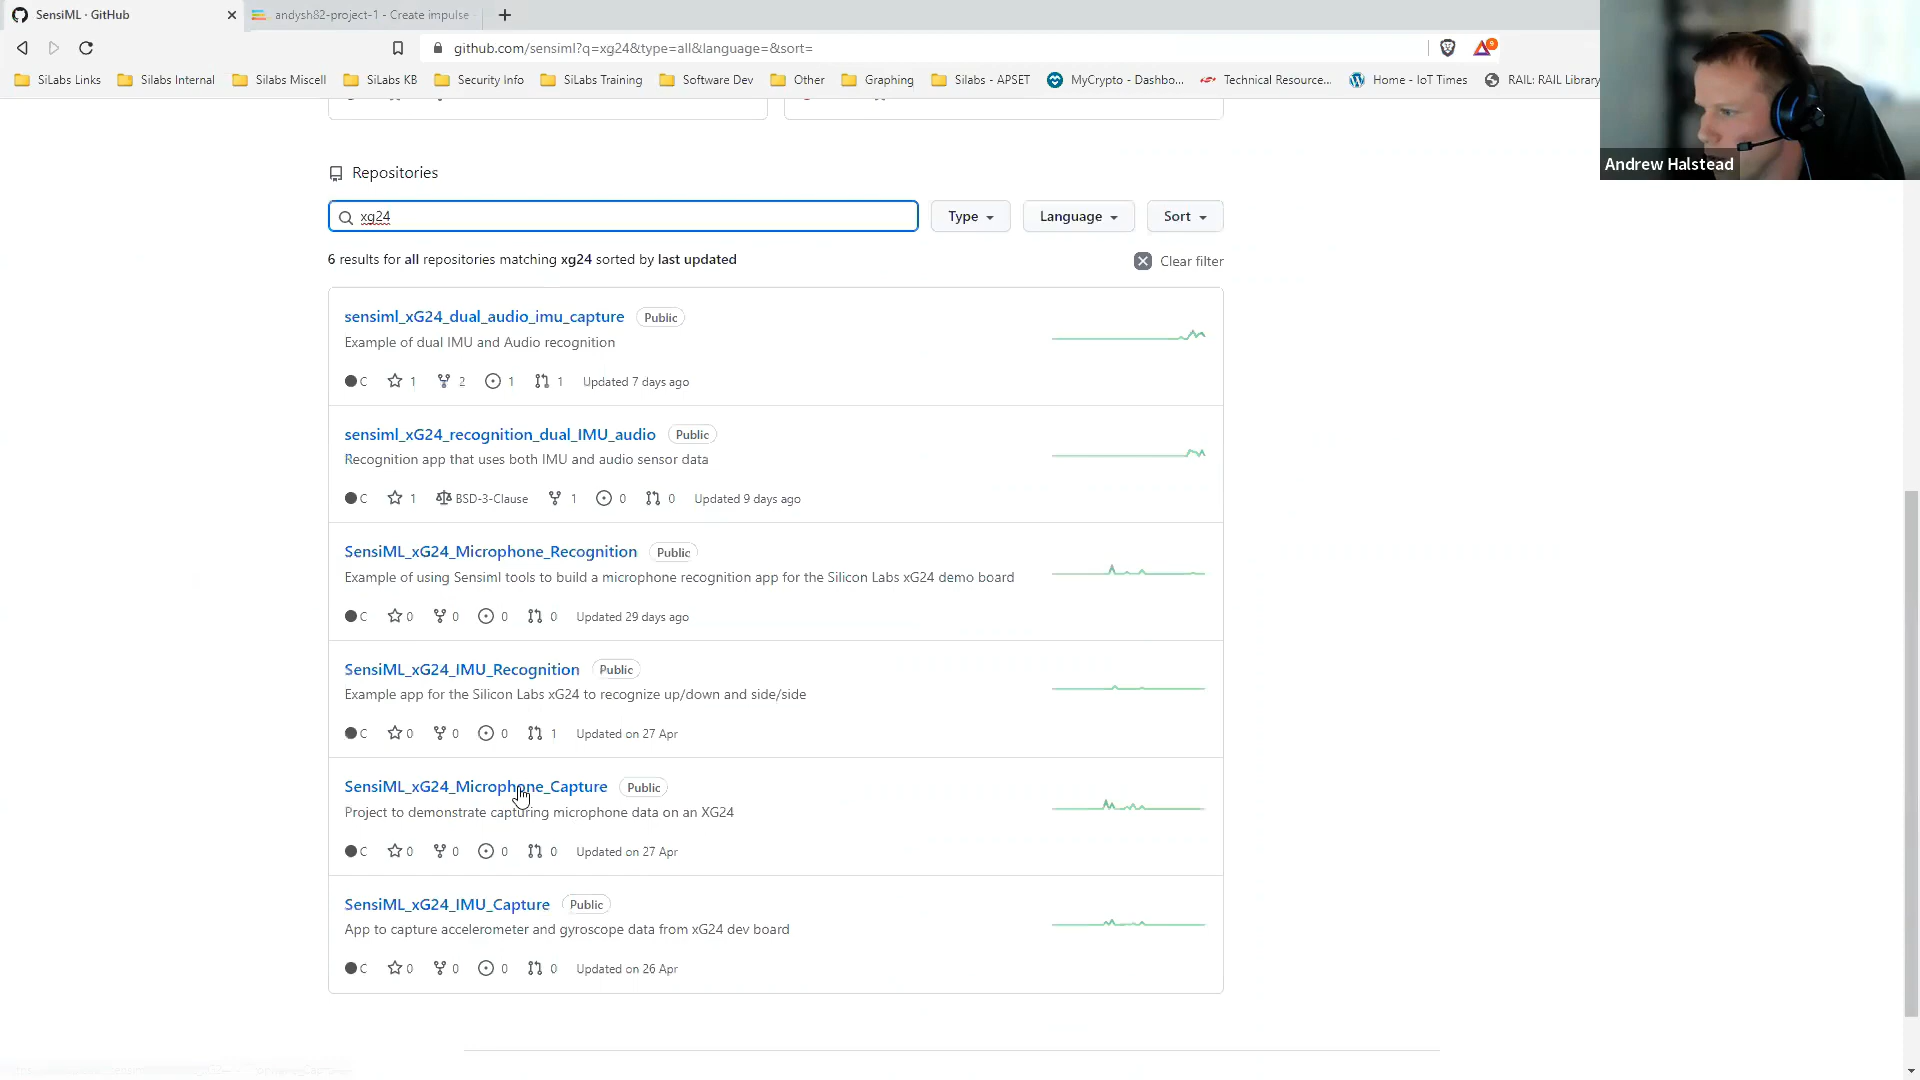 SensiML · GitHub
andysh82-project-1 - Create impulse
github.com/sensiml?q=xg24&type=all&language=&sort=
9
SiLabs Links
Silabs Internal
Silabs Miscell
SiLabs KB
Security Info
SiLabs Training
Software Dev
Other
Graphing
Silabs - APSET
MyCrypto - Dashbo...
Technical Resource...
Home - IoT Times
RAIL: RAIL Library
Andrew Halstead
Repositories
xg24
Type
Language
Sort
6 results for all repositories matching xg24 sorted by last updated
Clear filter
sensiml_xG24_dual_audio_imu_capture Public
Example of dual IMU and Audio recognition
C 1 2 1 1 Updated 7 days ago
sensiml_xG24_recognition_dual_IMU_audio Public
Recognition app that uses both IMU and audio sensor data
C 1 BSD-3-Clause 1 0 0 Updated 9 days ago
SensiML_xG24_Microphone_Recognition Public
Example of using Sensiml tools to build a microphone recognition app for the Silicon Labs xG24 demo board
C 0 0 0 0 Updated 29 days ago
SensiML_xG24_IMU_Recognition Public
Example app for the Silicon Labs xG24 to recognize up/down and side/side
C 0 0 0 1 Updated on 27 Apr
SensiML_xG24_Microphone_Capture Public
Project to demonstrate capturing microphone data on an XG24
C 0 0 0 0 Updated on 27 Apr
SensiML_xG24_IMU_Capture Public
App to capture accelerometer and gyroscope data from xG24 dev board
C 0 0 0 0 Updated on 26 Apr